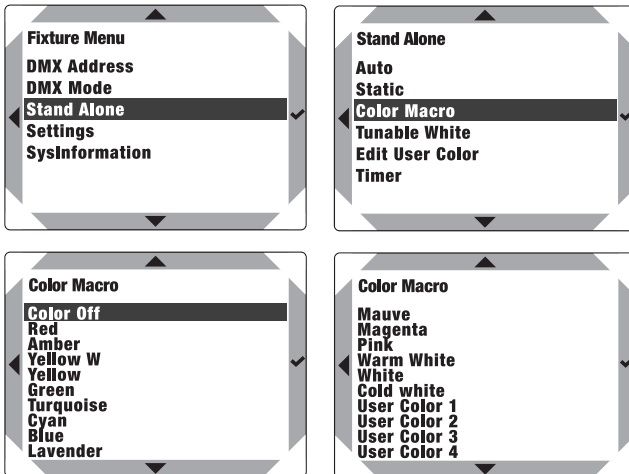 Fixture Menu
DMX Address
DMX Mode
Stand Alone
Settings
SysInformation
Stand Alone
Auto
Static
Color Macro
Tunable White
Edit User Color
Timer
Color Macro
Color Off
Red
Amber
Yellow W
Yellow
Green
Turquoise
Cyan
Blue
Lavender
Color Macro
Mauve
Magenta
Pink
Warm White
White
Cold white
User Color 1
User Color 2
User Color 3
User Color 4